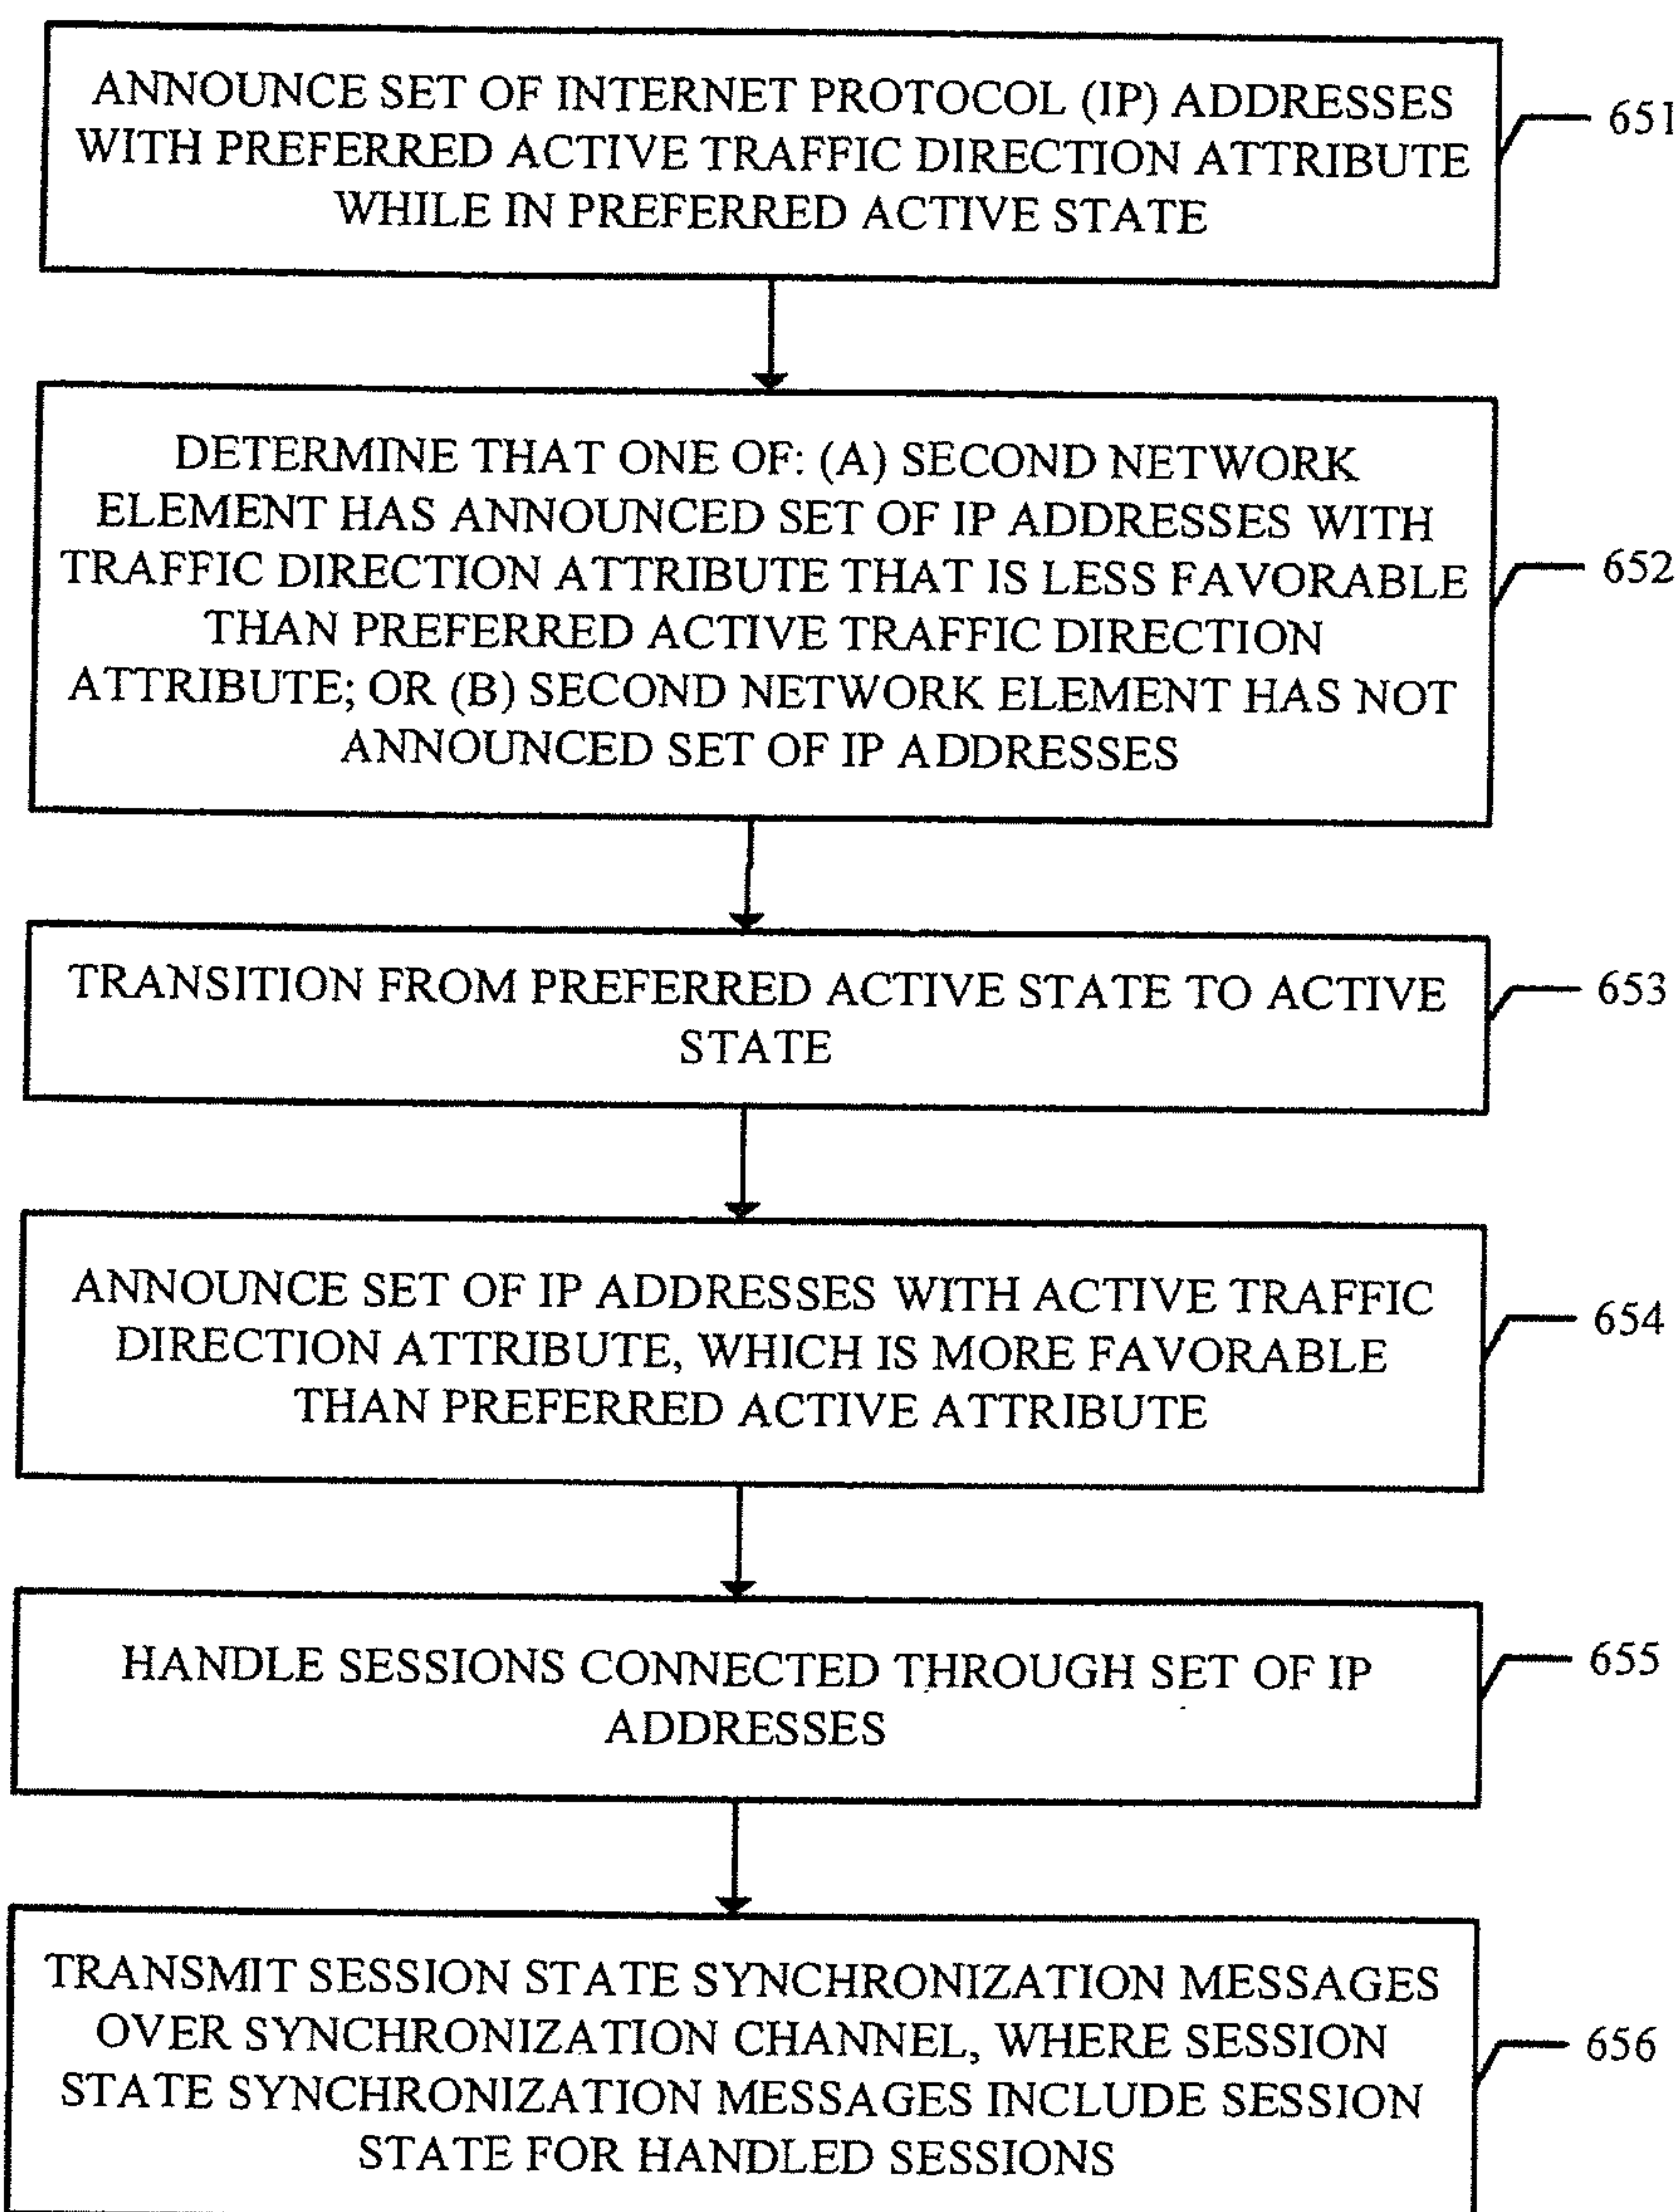 ANNOUNCE SET OF INTERNET PROTOCOL (IP) ADDRESSES
WITH PREFERRED ACTIVE TRAFFIC DIRECTION ATTRIBUTE
WHILE IN PREFERRED ACTIVE STATE
651
DETERMINE THAT ONE OF: (A) SECOND NETWORK
ELEMENT HAS ANNOUNCED SET OF IP ADDRESSES WITH
TRAFFIC DIRECTION ATTRIBUTE THAT IS LESS FAVORABLE
THAN PREFERRED ACTIVE TRAFFIC DIRECTION
ATTRIBUTE; OR (B) SECOND NETWORK ELEMENT HAS NOT
ANNOUNCED SET OF IP ADDRESSES
652
TRANSITION FROM PREFERRED ACTIVE STATE TO ACTIVE
STATE
653
ANNOUNCE SET OF IP ADDRESSES WITH ACTIVE TRAFFIC
DIRECTION ATTRIBUTE, WHICH IS MORE FAVORABLE
THAN PREFERRED ACTIVE ATTRIBUTE
654
HANDLE SESSIONS CONNECTED THROUGH SET OF IP
ADDRESSES
655
TRANSMIT SESSION STATE SYNCHRONIZATION MESSAGES
OVER SYNCHRONIZATION CHANNEL, WHERE SESSION
STATE SYNCHRONIZATION MESSAGES INCLUDE SESSION
STATE FOR HANDLED SESSIONS
656